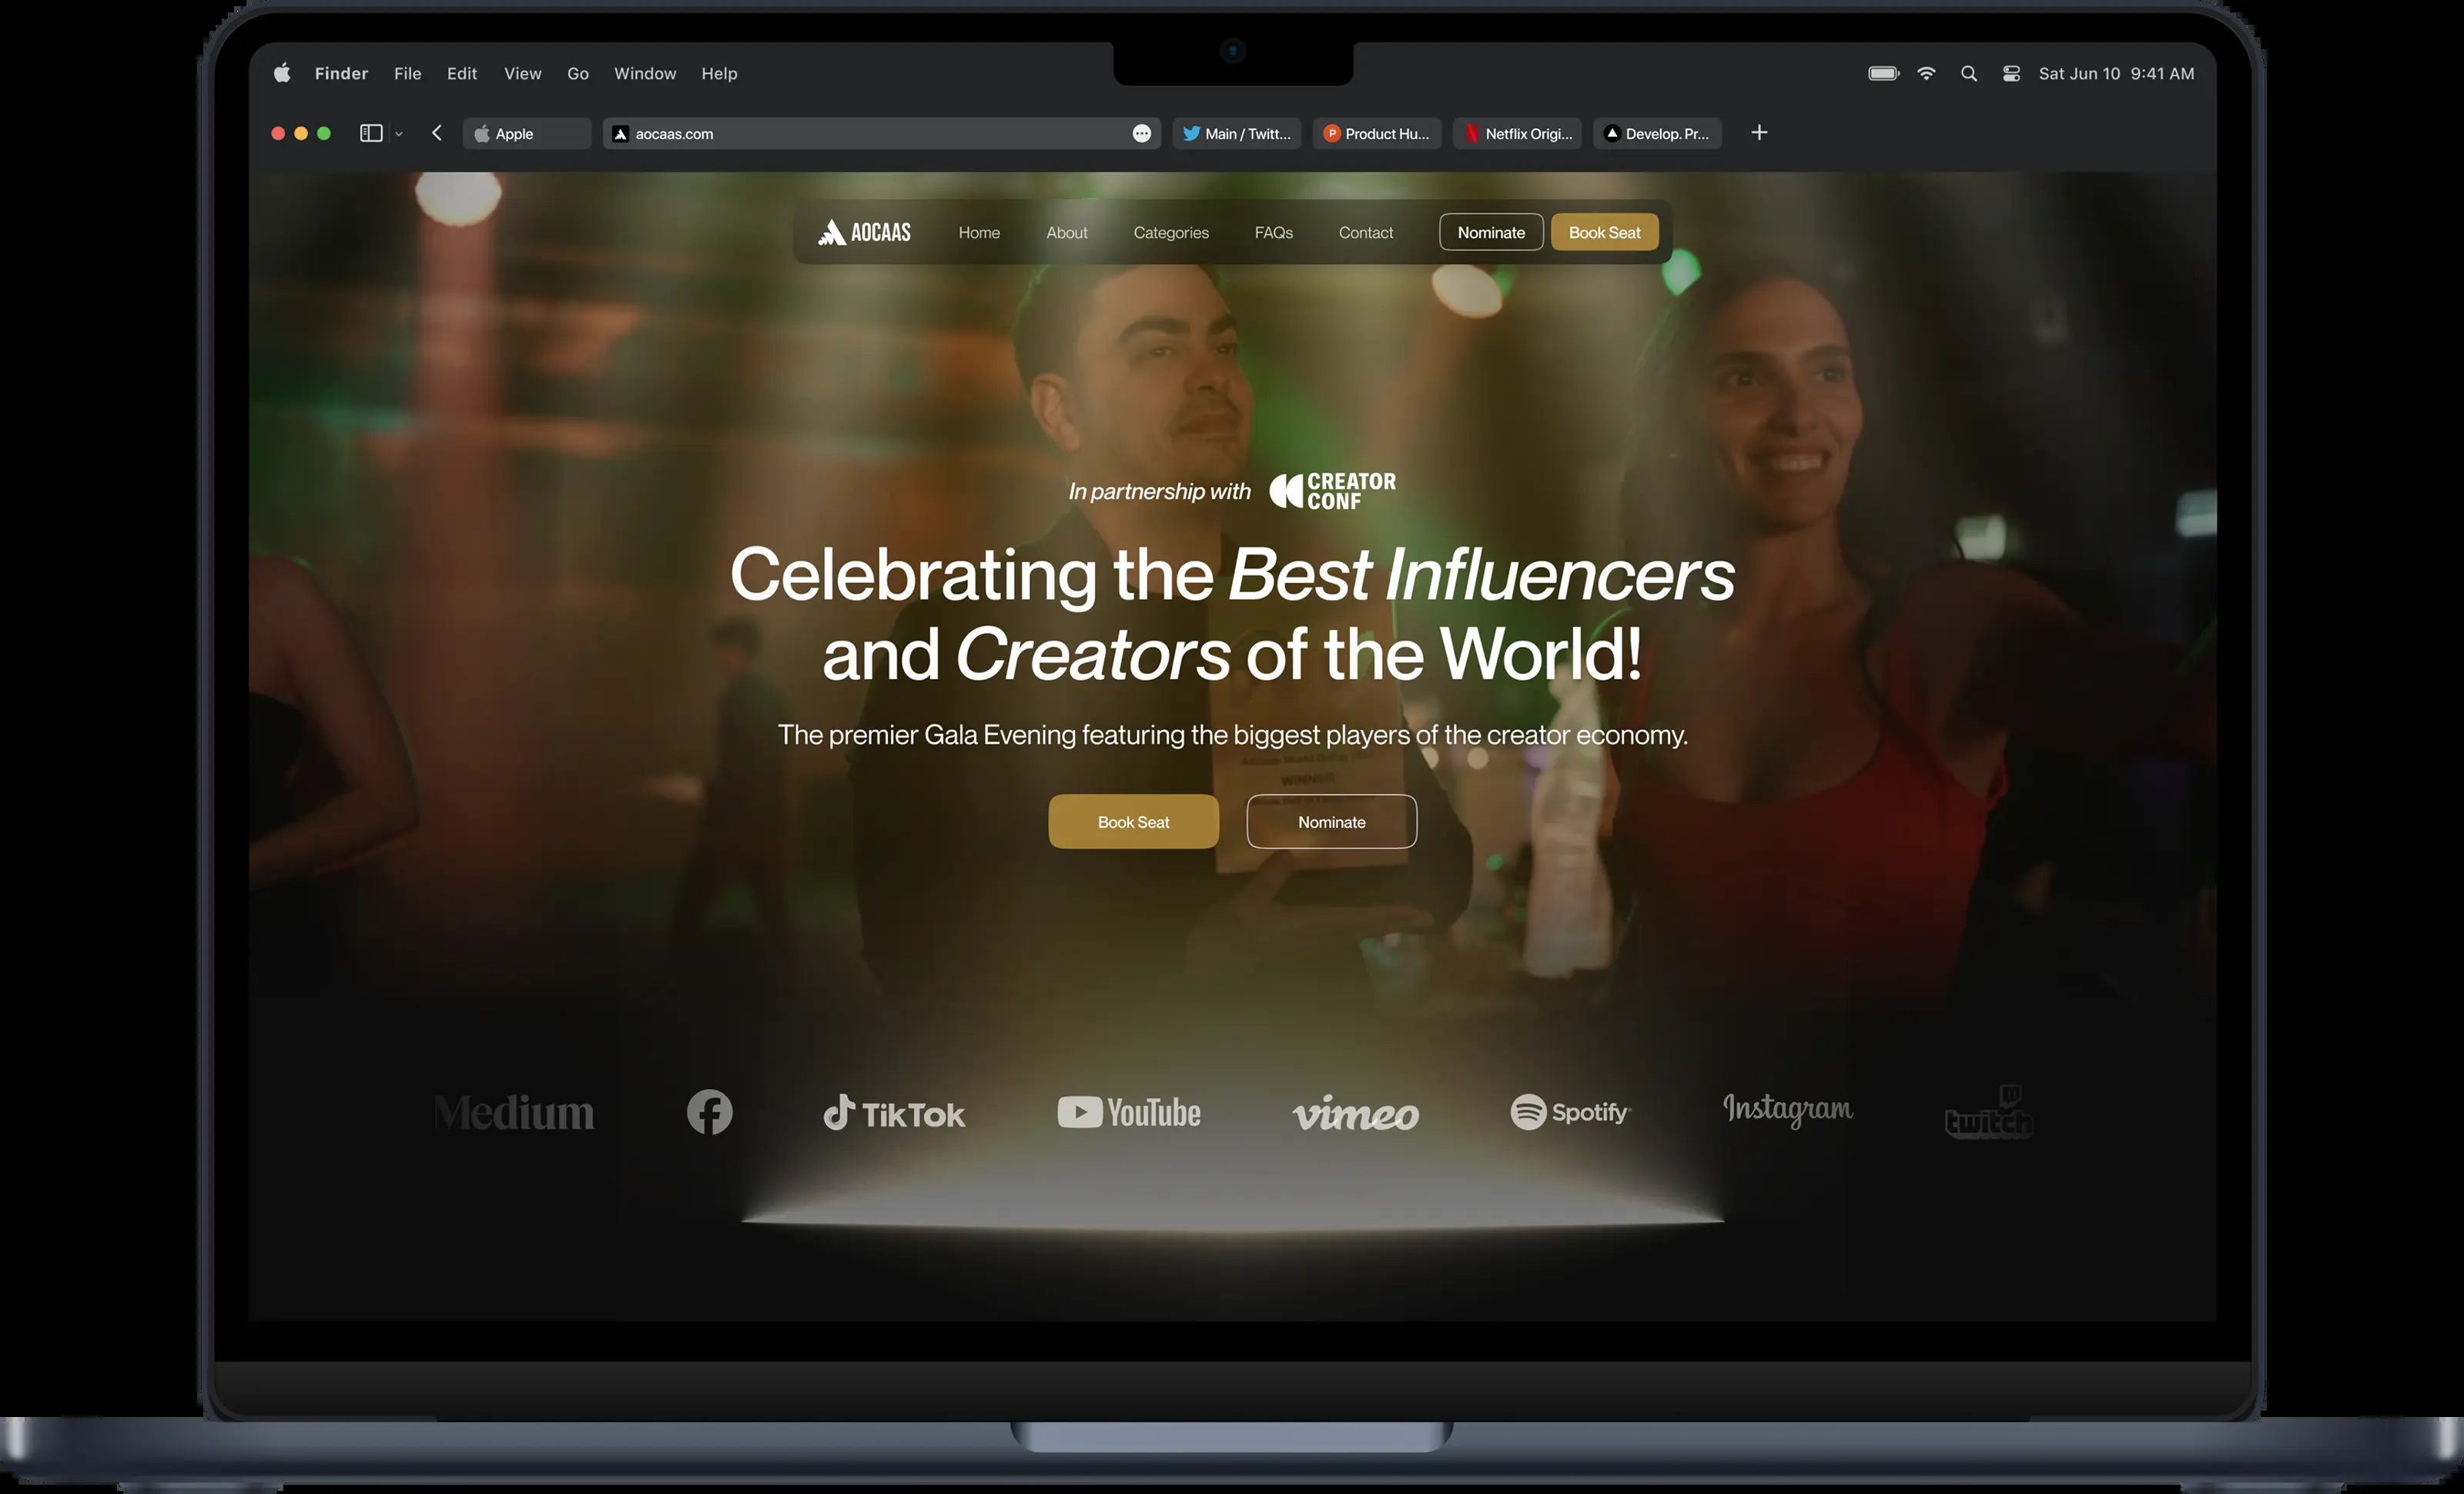 Finder File Edit View Go Window Help
Sat Jun 10 9:41 AM
Apple
aocaas.com
Main / Twitt...
Product Hu...
Netflix Origi...
Develop. Pr...
AOCAAS
Home
About
Categories
FAQs
Contact
Nominate
Book Seat
In partnership with CREATOR CONF
Celebrating the Best Influencers
and Creators of the World!
The premier Gala Evening featuring the biggest players of the creator economy.
WINNER
Book Seat
Nominate
Medium
TikTok
YouTube
vimeo
Spotify
Instagram
twitch